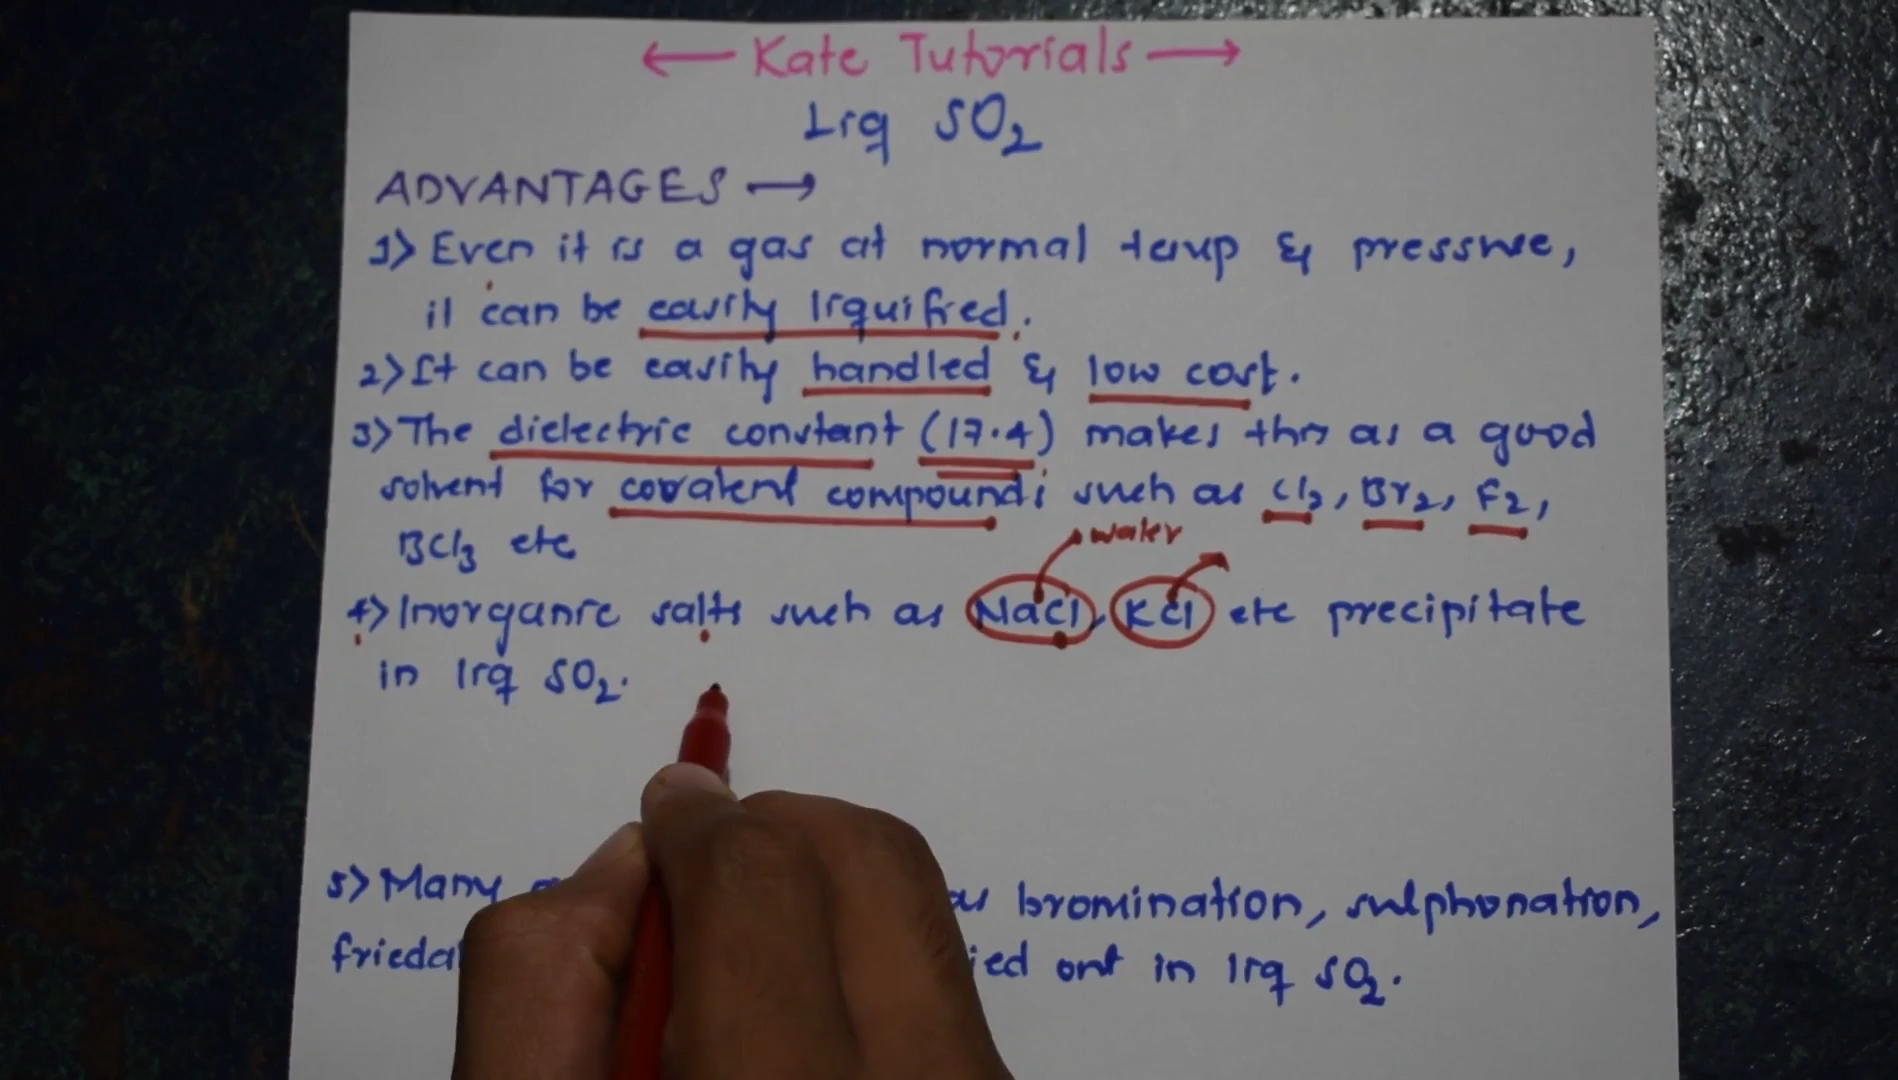 ← Kate Tutorials →
Liq SO₂
ADVANTAGES →
1> Even it is a gas at normal temp & pressure,
it can be easily liquified.
2> It can be easily handled & low cost.
3> The dielectric constant (17.4) makes this as a good
solvent for covalent compounds such as Cl₂, Br₂, F₂,
BCl₃ etc
water
4> Inorganic salts such as NaCl, KCl etc precipitate
in liq SO₂.
5> Many as bromination, sulphonation,
out in liq SO₂.